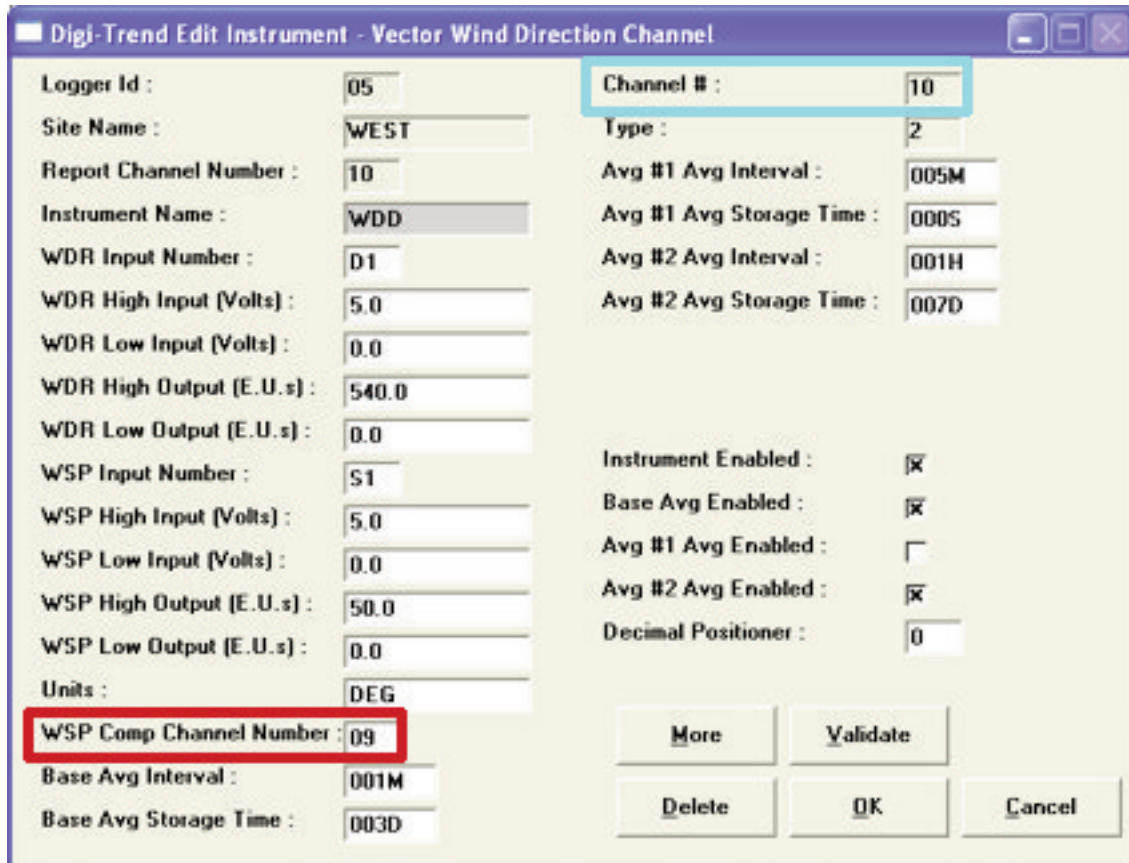 Digi-Trend Edit Instrument - Vector Wind Direction Channel
Logger Id : 05
Site Name : WEST
Report Channel Number : 10
Instrument Name : WDD
WDR Input Number : D1
WDR High Input (Volts) : 5.0
WDR Low Input (Volts) : 0.0
WDR High Output (E.U.s) : 540.0
WDR Low Output (E.U.s) : 0.0
WSP Input Number : S1
WSP High Input (Volts) : 5.0
WSP Low Input (Volts) : 0.0
WSP High Output (E.U.s) : 50.0
WSP Low Output (E.U.s) : 0.0
Units : DEG
WSP Comp Channel Number : 09
Base Avg Interval : 001M
Base Avg Storage Time : 003D
Channel # : 10
Type : 2
Avg #1 Avg Interval : 005M
Avg #1 Avg Storage Time : 000S
Avg #2 Avg Interval : 001H
Avg #2 Avg Storage Time : 007D
Instrument Enabled :
Base Avg Enabled :
Avg #1 Avg Enabled :
Avg #2 Avg Enabled :
Decimal Positioner : 0
More Validate
Delete OK Cancel